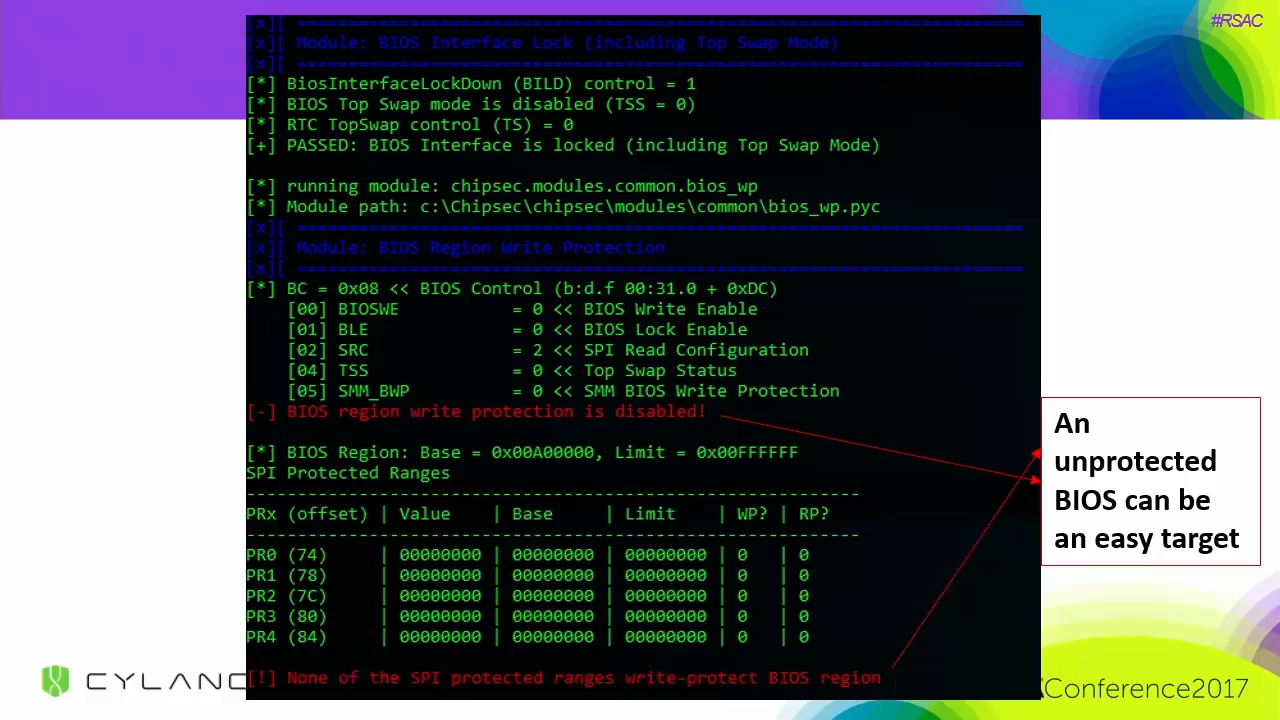 #RSAC
[x][ =======================================================================
[x][ Module: BIOS Interface Lock (including Top Swap Mode)
[x][ =======================================================================
[*] BiosInterfaceLockDown (BILD) control = 1
[*] BIOS Top Swap mode is disabled (TSS = 0)
[*] RTC TopSwap control (TS) = 0
[+] PASSED: BIOS Interface is locked (including Top Swap Mode)
[*] running module: chipsec.modules.common.bios_wp
[*] Module path: c:\Chipsec\chipsec\modules\common\bios_wp.pyc
[x][ =======================================================================
[x][ Module: BIOS Region Write Protection
[x][ =======================================================================
[*] BC = 0x08 << BIOS Control (b:d.f 00:31.0 + 0xDC)
[00] BIOSWE = 0 << BIOS Write Enable
[01] BLE = 0 << BIOS Lock Enable
[02] SRC = 2 << SPI Read Configuration
[04] TSS = 0 << Top Swap Status
[05] SMM_BWP = 0 << SMM BIOS Write Protection
[-] BIOS region write protection is disabled!
[*] BIOS Region: Base = 0x00A00000, Limit = 0x00FFFFFF
SPI Protected Ranges
------------------------------------------------------------
PRx (offset) | Value | Base | Limit | WP? | RP?
------------------------------------------------------------
PR0 (74) | 00000000 | 00000000 | 00000000 | 0 | 0
PR1 (78) | 00000000 | 00000000 | 00000000 | 0 | 0
PR2 (7C) | 00000000 | 00000000 | 00000000 | 0 | 0
PR3 (80) | 00000000 | 00000000 | 00000000 | 0 | 0
PR4 (84) | 00000000 | 00000000 | 00000000 | 0 | 0
[!] None of the SPI protected ranges write-protect BIOS region
An
unprotected
BIOS can be
an easy target
CYLANC
Conference2017